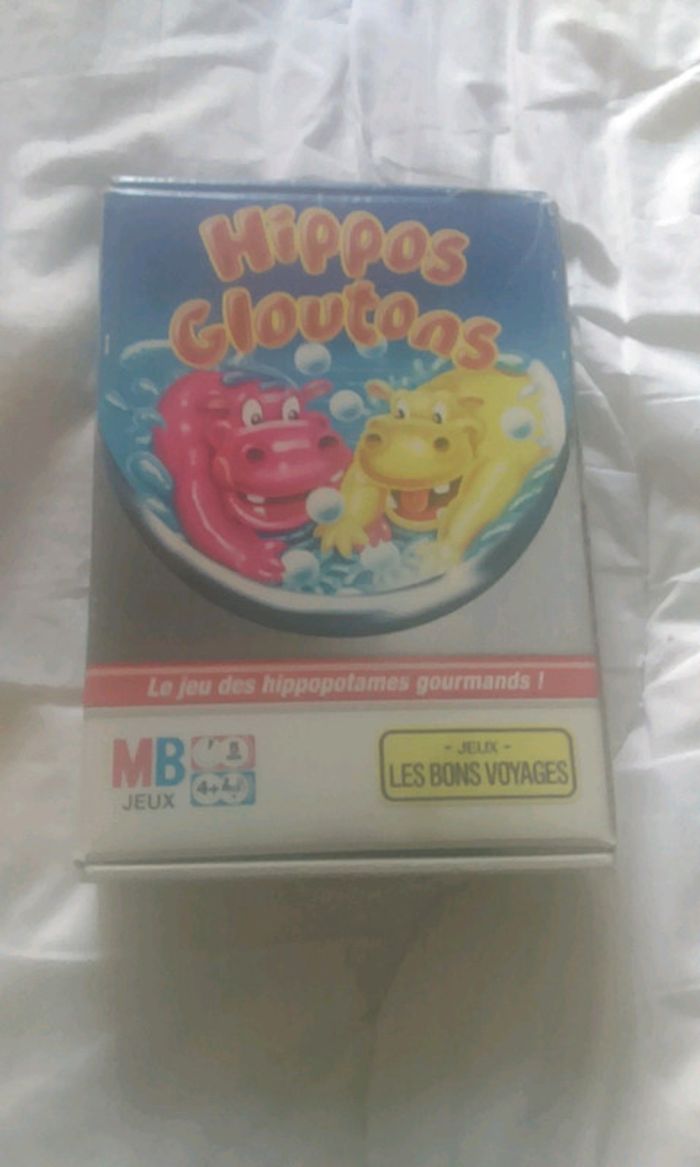 Hippos
Gloutons
Le jeu des hippopotames gourmands !
MB
JEUX
4+
- JEUX -
LES BONS VOYAGES